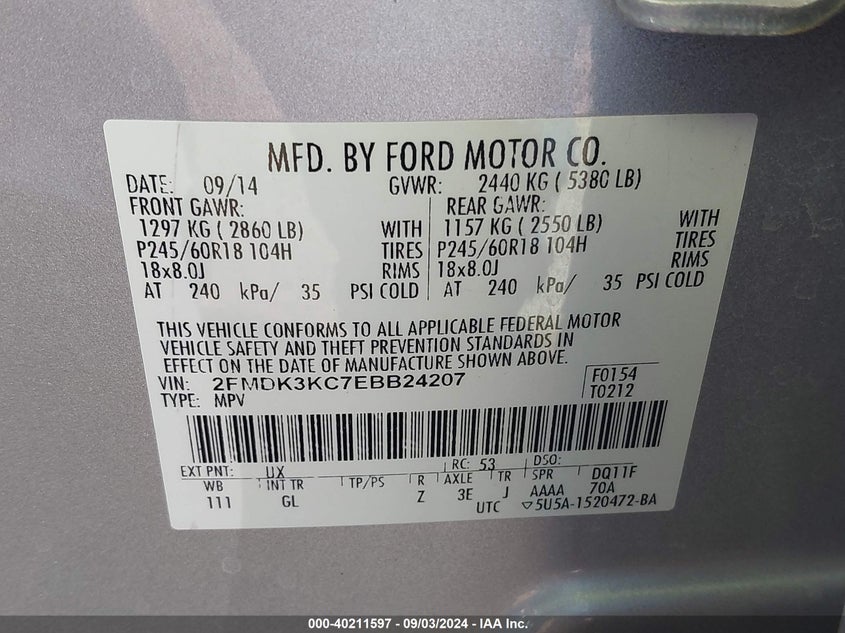 MFD. BY FORD MOTOR CO.
DATE: 09/14 GVWR: 2440 KG ( 5380 LB)
FRONT GAWR: REAR GAWR:
1297 KG ( 2860 LB) WITH 1157 KG ( 2550 LB) WITH
P245/60R18 104H TIRES P245/60R18 104H TIRES
18x8.0J RIMS 18x8.0J RIMS
AT 240 kPa/ 35 PSI COLD AT 240 kPa/ 35 PSI COLD
THIS VEHICLE CONFORMS TO ALL APPLICABLE FEDERAL MOTOR
VEHICLE SAFETY AND THEFT PREVENTION STANDARDS IN
EFFECT ON THE DATE OF MANUFACTURE SHOWN ABOVE.
VIN: 2FMDK3KC7EBB24207 F0154
TYPE: MPV T0212
EXT PNT: UX RC: 53 DSO:
WB INT TR TP/PS R AXLE TR SPR DQ11F
111 GL Z 3E J AAAA 70A
UTC ▽5U5A-1520472-BA
000-40211597 - 09/03/2024 - IAA Inc.